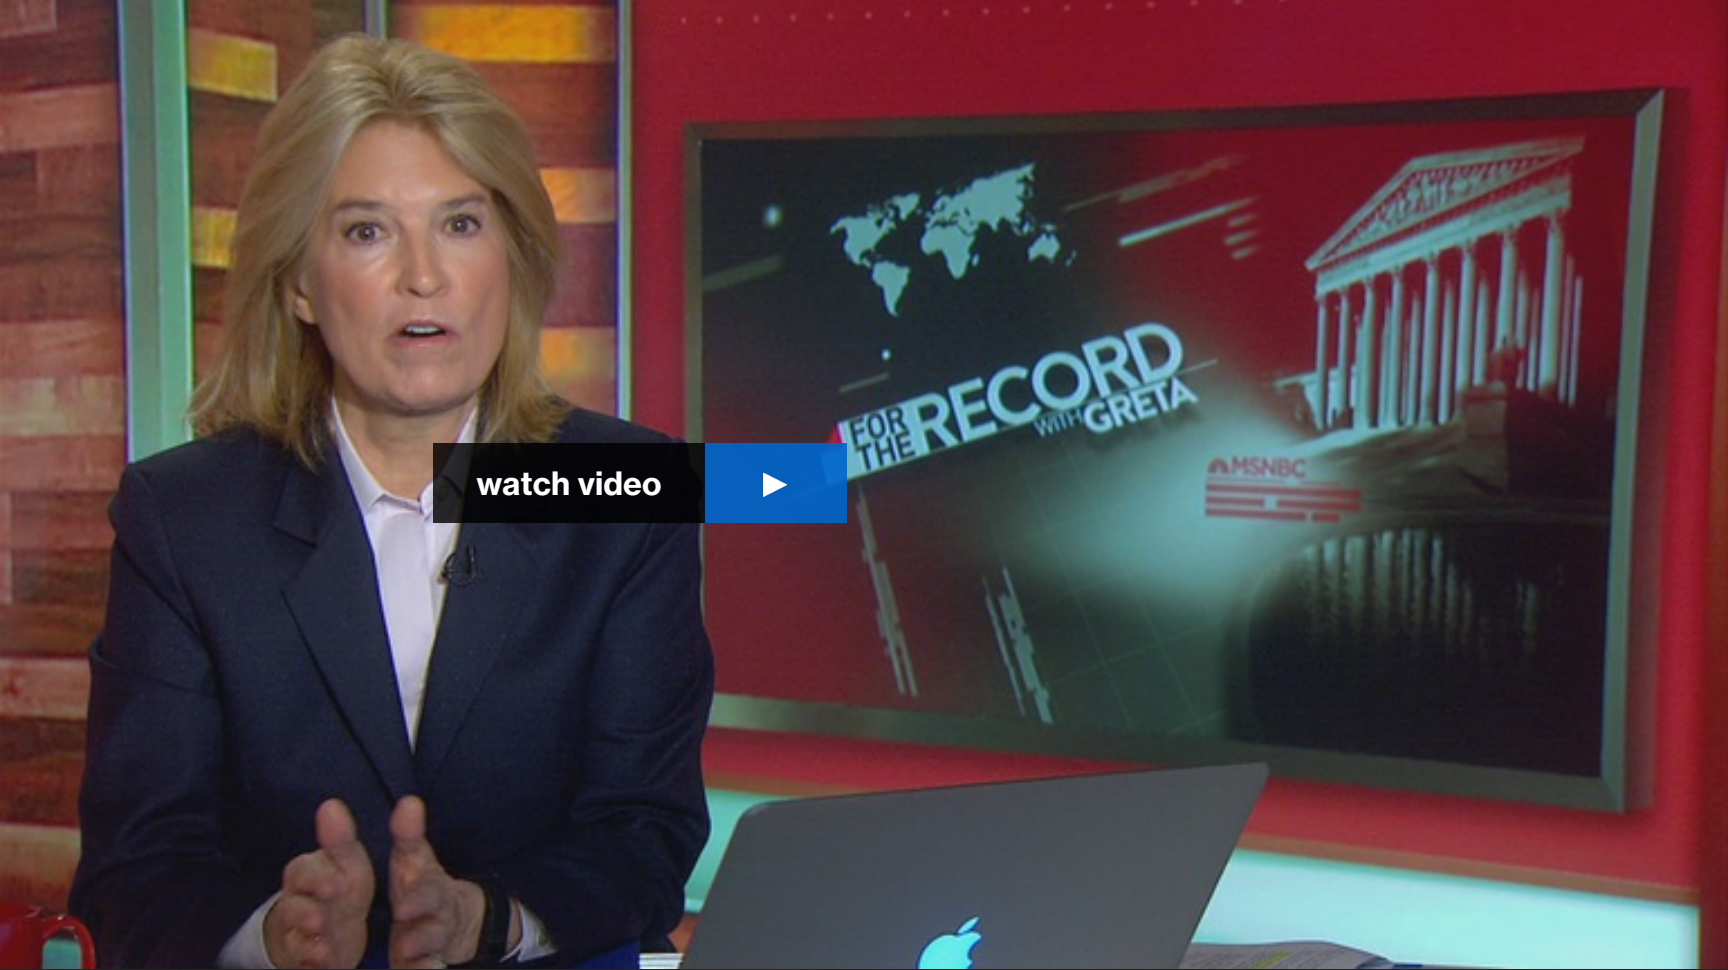 FOR
THE
RECORD
WITH GRETA
MSNBC
watch video